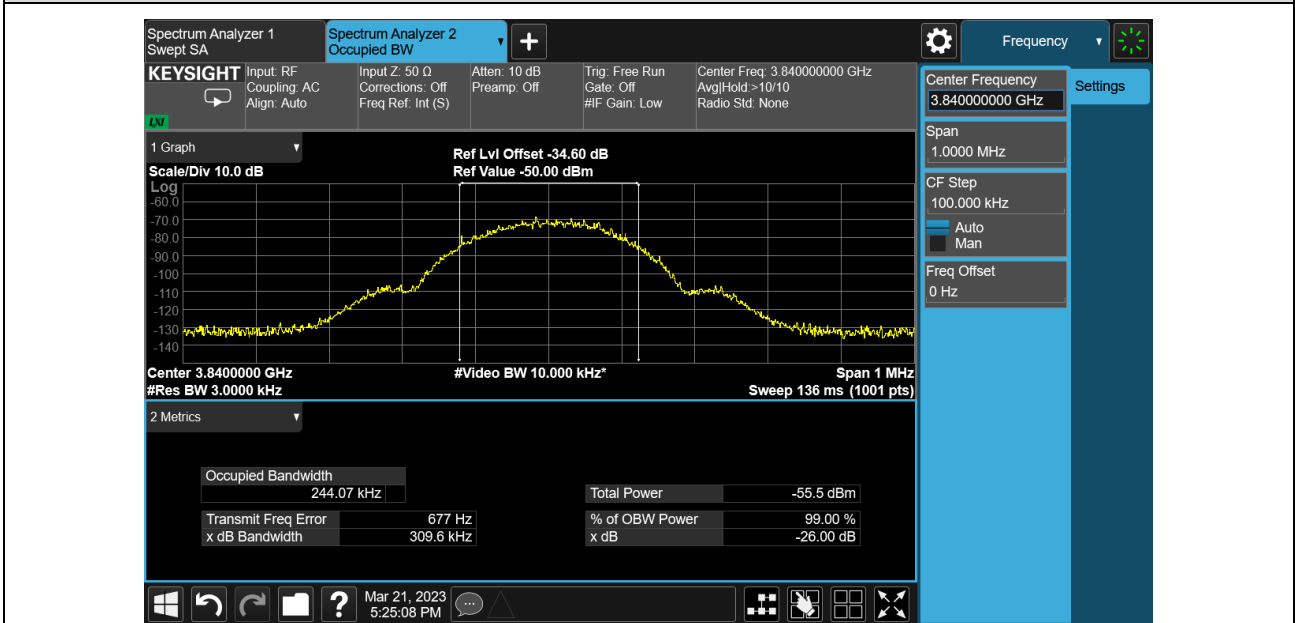 Spectrum Analyzer 1
Swept SA
Spectrum Analyzer 2
Occupied BW
Frequency
KEYSIGHT
LXI
Input: RF
Coupling: AC
Align: Auto
Input Z: 50 Ω
Corrections: Off
Freq Ref: Int (S)
Atten: 10 dB
Preamp: Off
Trig: Free Run
Gate: Off
#IF Gain: Low
Center Freq: 3.840000000 GHz
Avg|Hold:>10/10
Radio Std: None
1 Graph
Scale/Div 10.0 dB
Ref Lvl Offset -34.60 dB
Ref Value -50.00 dBm
Log
-60.0
-70.0
-80.0
-90.0
-100
-110
-120
-130
-140
Center 3.8400000 GHz
#Video BW 10.000 kHz*
Span 1 MHz
#Res BW 3.0000 kHz
Sweep 136 ms (1001 pts)
2 Metrics
Occupied Bandwidth
244.07 kHz
Total Power -55.5 dBm
Transmit Freq Error 677 Hz
% of OBW Power 99.00 %
x dB Bandwidth 309.6 kHz
x dB -26.00 dB
Mar 21, 2023
5:25:08 PM
Center Frequency
3.840000000 GHz
Settings
Span
1.0000 MHz
CF Step
100.000 kHz
Auto
Man
Freq Offset
0 Hz